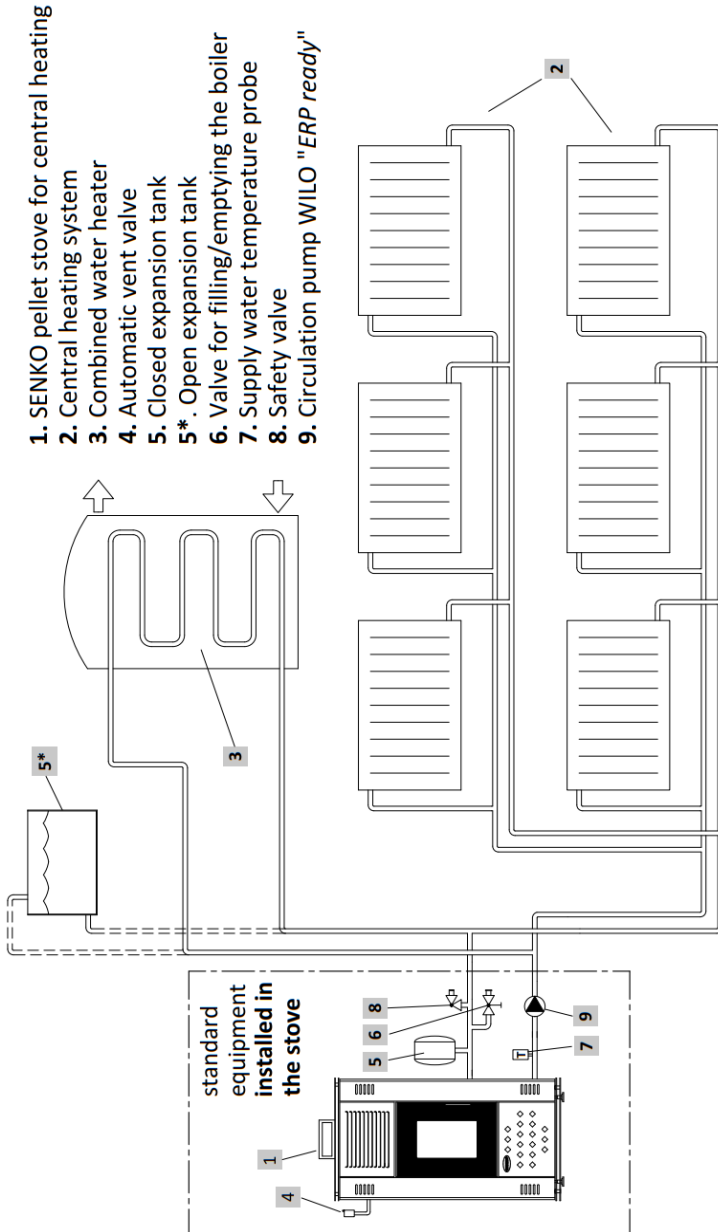 1. SENKO pellet stove for central heating
2. Central heating system
3. Combined water heater
4. Automatic vent valve
5. Closed expansion tank
5*. Open expansion tank
6. Valve for filling/emptying the boiler
7. Supply water temperature probe
8. Safety valve
9. Circulation pump WILO "ERP ready"
5*
3
2
standard
equipment
installed in
the stove
4
1
5
6
8
T
7
9